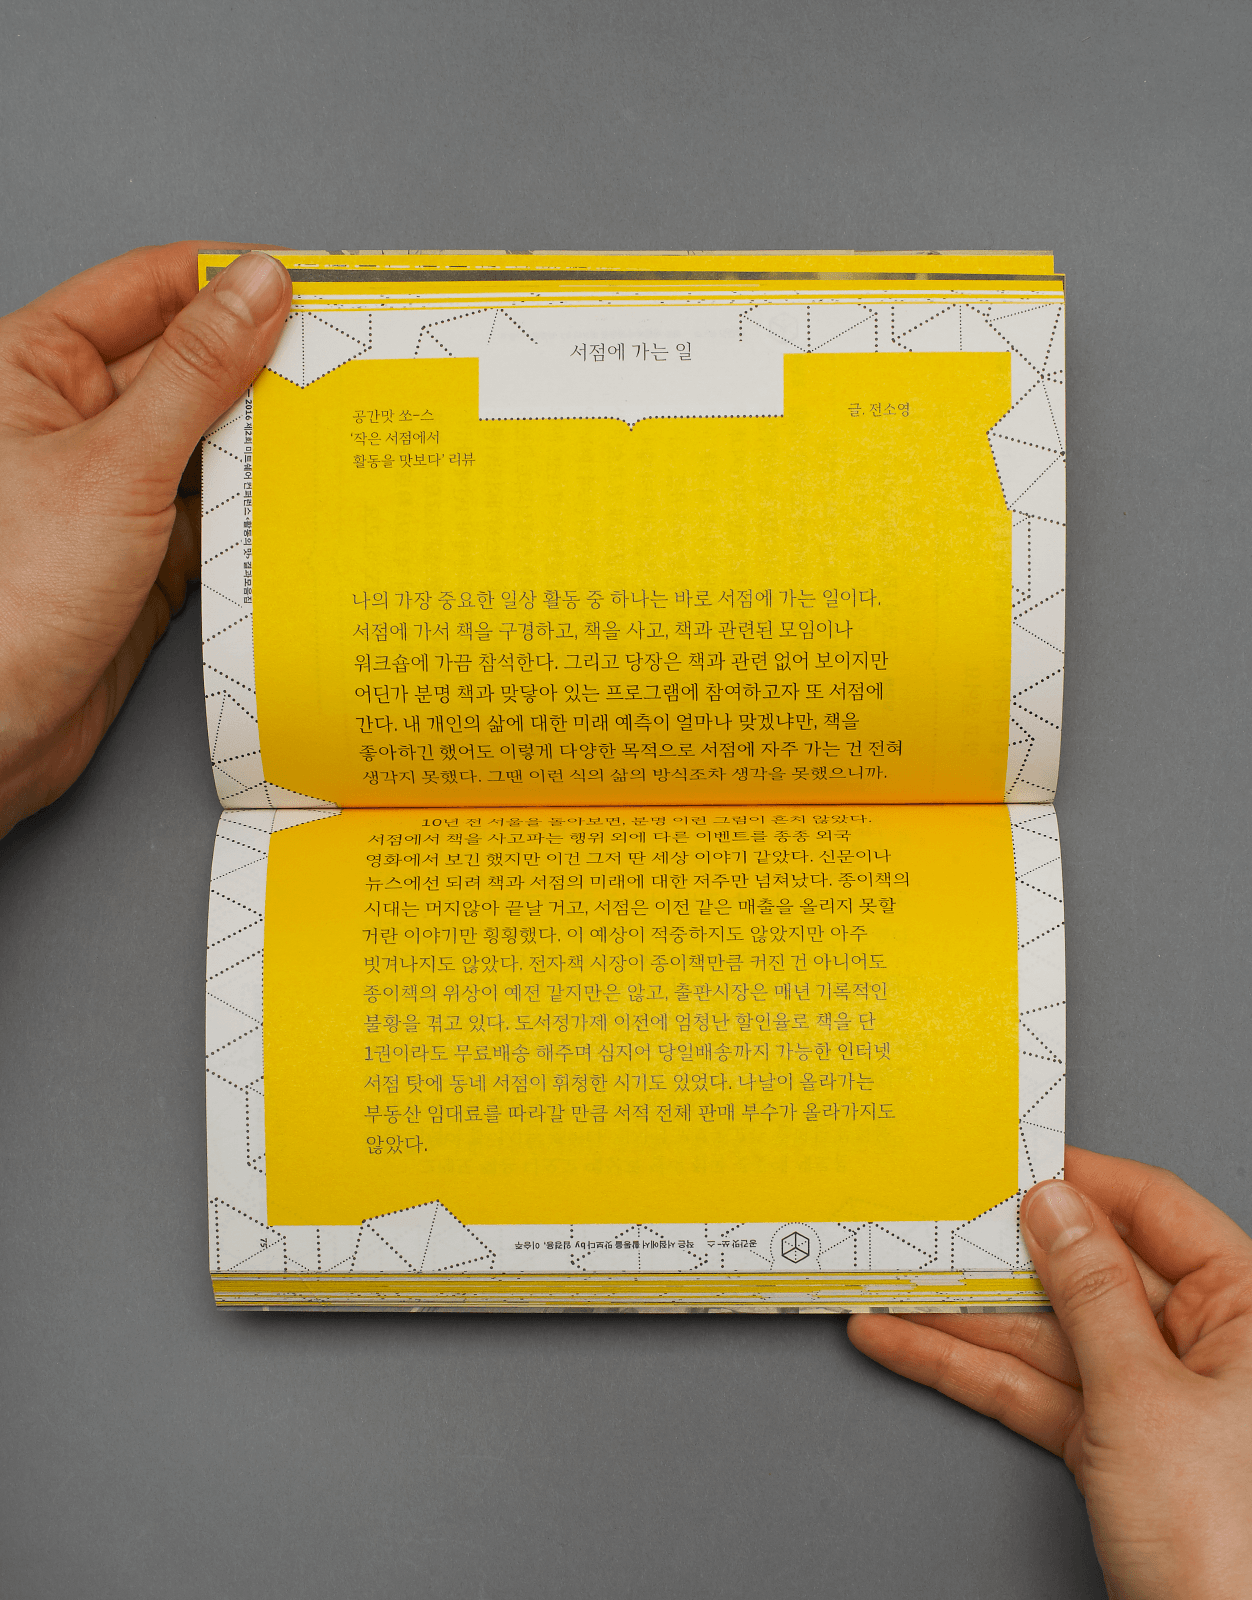 서점에 가는 일
공간맛 쏘–스
‘작은 서점에서
활동을 맛보다’ 리뷰
글. 전소영
— 2016 제2회 미트쉐어 컨퍼런스 <활동의 맛> 결과모음집
나의 가장 중요한 일상 활동 중 하나는 바로 서점에 가는 일이다.
서점에 가서 책을 구경하고, 책을 사고, 책과 관련된 모임이나
워크숍에 가끔 참석한다. 그리고 당장은 책과 관련 없어 보이지만
어딘가 분명 책과 맞닿아 있는 프로그램에 참여하고자 또 서점에
간다. 내 개인의 삶에 대한 미래 예측이 얼마나 맞겠냐만, 책을
좋아하긴 했어도 이렇게 다양한 목적으로 서점에 자주 가는 건 전혀
생각지 못했다. 그땐 이런 식의 삶의 방식조차 생각을 못했으니까.
10년 전 서울을 돌아보면, 분명 이런 그림이 흔치 않았다.
서점에서 책을 사고파는 행위 외에 다른 이벤트를 종종 외국
영화에서 보긴 했지만 이건 그저 딴 세상 이야기 같았다. 신문이나
뉴스에선 되려 책과 서점의 미래에 대한 저주만 넘쳐났다. 종이책의
시대는 머지않아 끝날 거고, 서점은 이전 같은 매출을 올리지 못할
거란 이야기만 횡횡했다. 이 예상이 적중하지도 않았지만 아주
빗겨나지도 않았다. 전자책 시장이 종이책만큼 커진 건 아니어도
종이책의 위상이 예전 같지만은 않고, 출판시장은 매년 기록적인
불황을 겪고 있다. 도서정가제 이전에 엄청난 할인율로 책을 단
1권이라도 무료배송 해주며 심지어 당일배송까지 가능한 인터넷
서점 탓에 동네 서점이 휘청한 시기도 있었다. 나날이 올라가는
부동산 임대료를 따라갈 만큼 서적 전체 판매 부수가 올라가지도
않았다.
75
공간맛 쏘–스 작은 서점에서 활동을 맛보다 by 임경용, 이승주